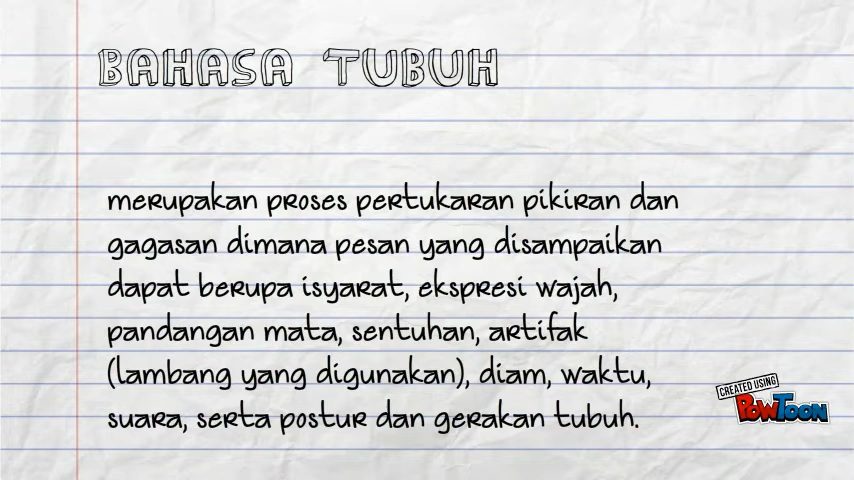 BAHASA TUBUH
merupakan proses pertukaran pikiran dan
gagasan dimana pesan yang disampaikan
dapat berupa isyarat, ekspresi wajah,
pandangan mata, sentuhan, artifak
(lambang yang digunakan), diam, waktu,
suara, serta postur dan gerakan tubuh.
CREATED USING
POWTOON